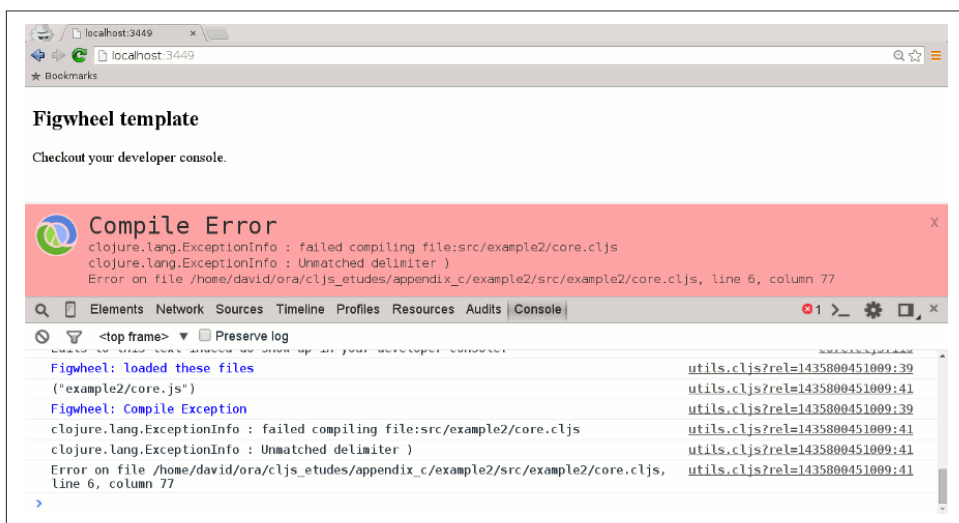 localhost:3449 ×
localhost:3449
★ Bookmarks
Figwheel template
Checkout your developer console.
Compile Error X
clojure.lang.ExceptionInfo : failed compiling file:src/example2/core.cljs
clojure.lang.ExceptionInfo : Unmatched delimiter )
Error on file /home/david/ora/cljs_etudes/appendix_c/example2/src/example2/core.cljs, line 6, column 77
Elements Network Sources Timeline Profiles Resources Audits Console 1 ×
<top frame> ▼ Preserve log
Figwheel: loaded these files utils.cljs?rel=1435800451009:39
("example2/core.js") utils.cljs?rel=1435800451009:41
Figwheel: Compile Exception utils.cljs?rel=1435800451009:39
clojure.lang.ExceptionInfo : failed compiling file:src/example2/core.cljs utils.cljs?rel=1435800451009:41
clojure.lang.ExceptionInfo : Unmatched delimiter ) utils.cljs?rel=1435800451009:41
Error on file /home/david/ora/cljs_etudes/appendix_c/example2/src/example2/core.cljs, utils.cljs?rel=1435800451009:41
line 6, column 77
>